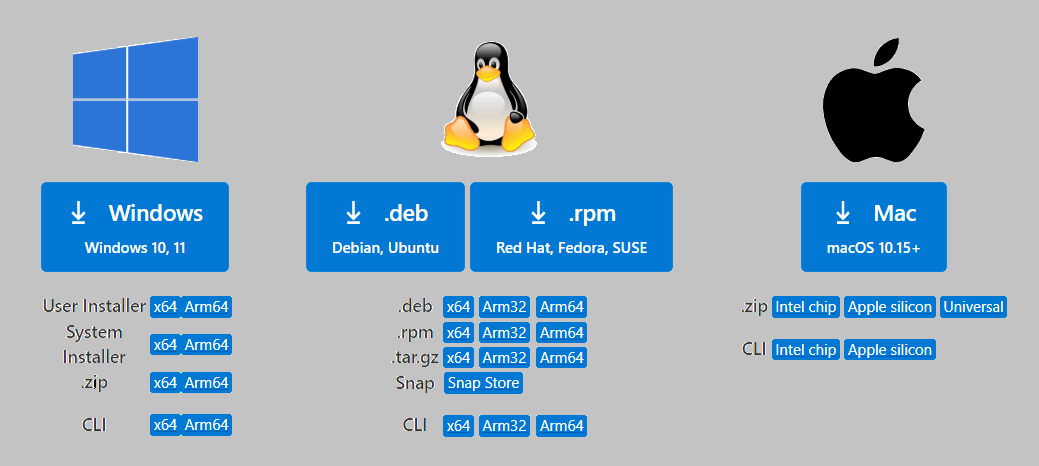 Windows
Windows 10, 11
User Installer x64 Arm64
System
Installer x64 Arm64
.zip x64 Arm64
CLI x64 Arm64
.deb
Debian, Ubuntu
.rpm
Red Hat, Fedora, SUSE
.deb x64 Arm32 Arm64
.rpm x64 Arm32 Arm64
.tar.gz x64 Arm32 Arm64
Snap Snap Store
CLI x64 Arm32 Arm64
Mac
macOS 10.15+
.zip Intel chip Apple silicon Universal
CLI Intel chip Apple silicon